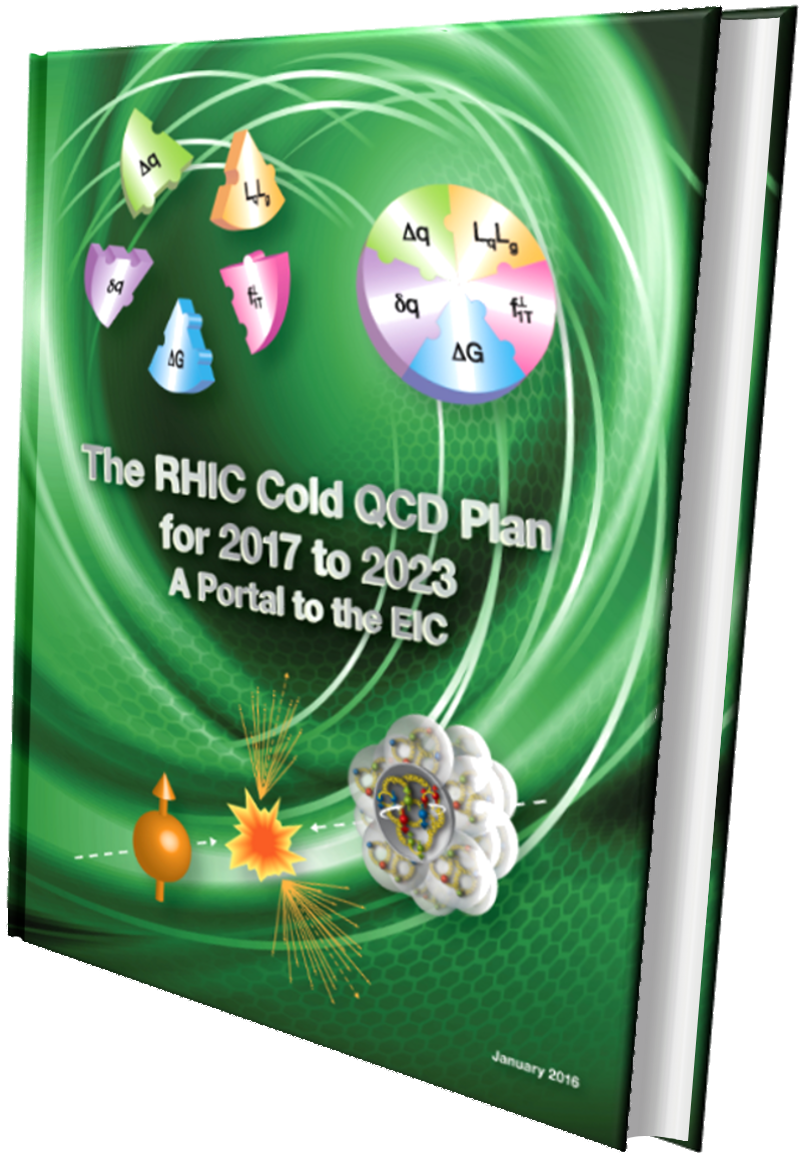 Δq
LqLg
δq
f⊥1T
ΔG
Δq
LqLg
δq
f⊥1T
ΔG
The RHIC Cold QCD Plan
for 2017 to 2023
A Portal to the EIC
January 2016